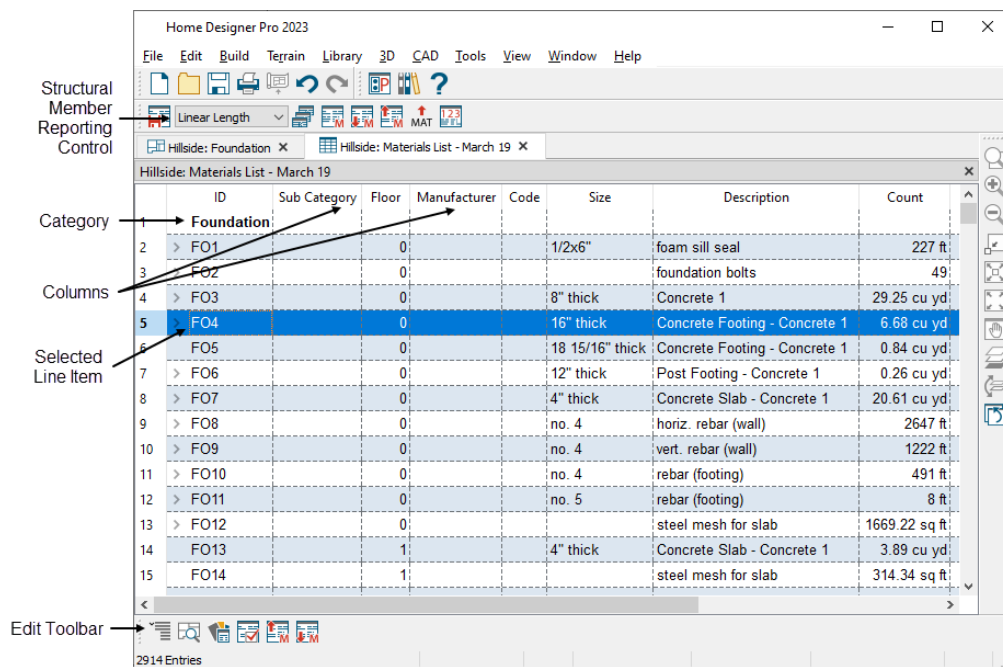 Home Designer Pro 2023
File Edit Build Terrain Library 3D CAD Tools View Window Help
Structural
Member
Reporting
Control
Linear Length
MAT
123
Hillside: Foundation
Hillside: Materials List - March 19
Hillside: Materials List - March 19
ID Sub Category Floor Manufacturer Code Size Description Count
Category
1 Foundation
2 FO1 0 1/2x6" foam sill seal 227 ft
3 FO2 0 foundation bolts 49
Columns
4 FO3 0 8" thick Concrete 1 29.25 cu yd
5 FO4 0 16" thick Concrete Footing - Concrete 1 6.68 cu yd
Selected
Line Item
6 FO5 0 18 15/16" thick Concrete Footing - Concrete 1 0.84 cu yd
7 FO6 0 12" thick Post Footing - Concrete 1 0.26 cu yd
8 FO7 0 4" thick Concrete Slab - Concrete 1 20.61 cu yd
9 FO8 0 no. 4 horiz. rebar (wall) 2647 ft
10 FO9 0 no. 4 vert. rebar (wall) 1222 ft
11 FO10 0 no. 4 rebar (footing) 491 ft
12 FO11 0 no. 5 rebar (footing) 8 ft
13 FO12 0 steel mesh for slab 1669.22 sq ft
14 FO13 1 4" thick Concrete Slab - Concrete 1 3.89 cu yd
15 FO14 1 steel mesh for slab 314.34 sq ft
Edit Toolbar
2914 Entries